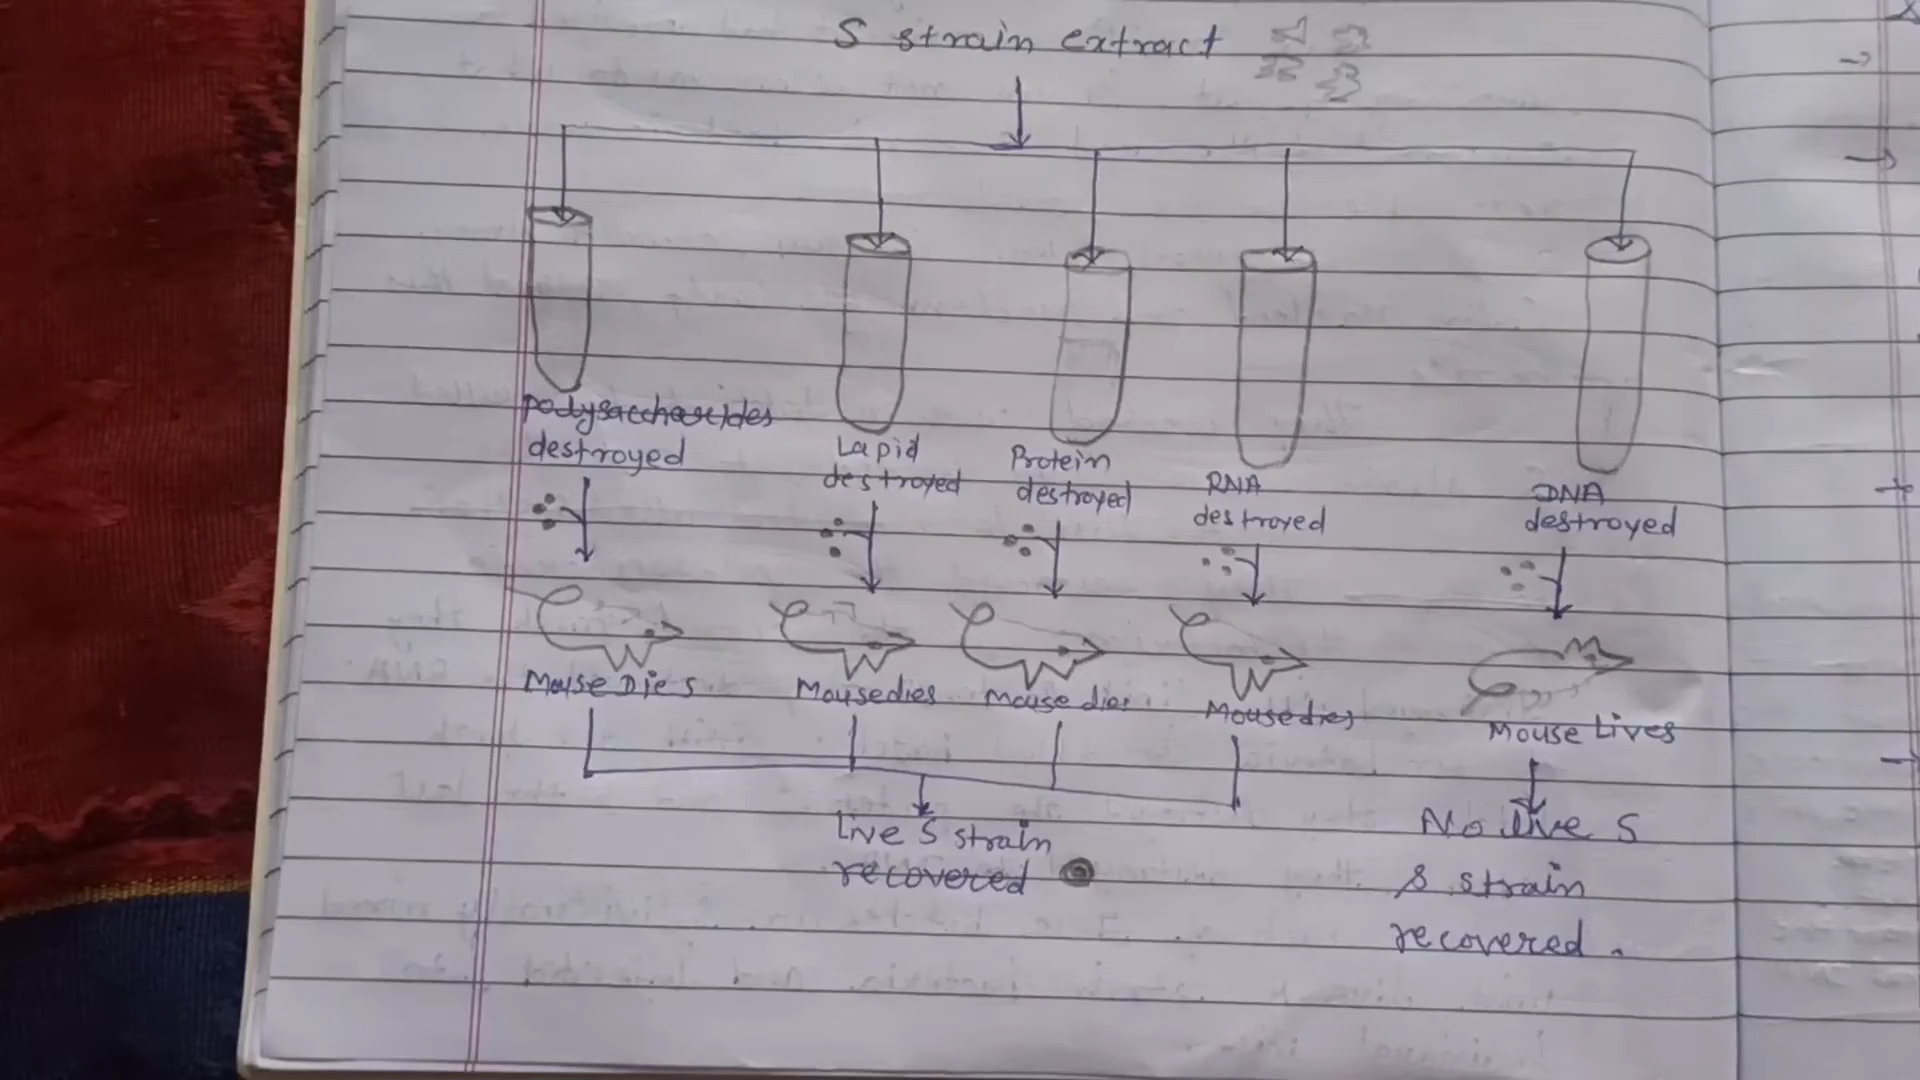 S strain extract
polysaccharides
destroyed
Lapid
destroyed
Protein
destroyed
RNA
destroyed
DNA
destroyed
Mouse Dies
Mousedies
Mouse dies
Mousedies
Mouse Lives
Live S strain
recovered
No live S
S strain
recovered.